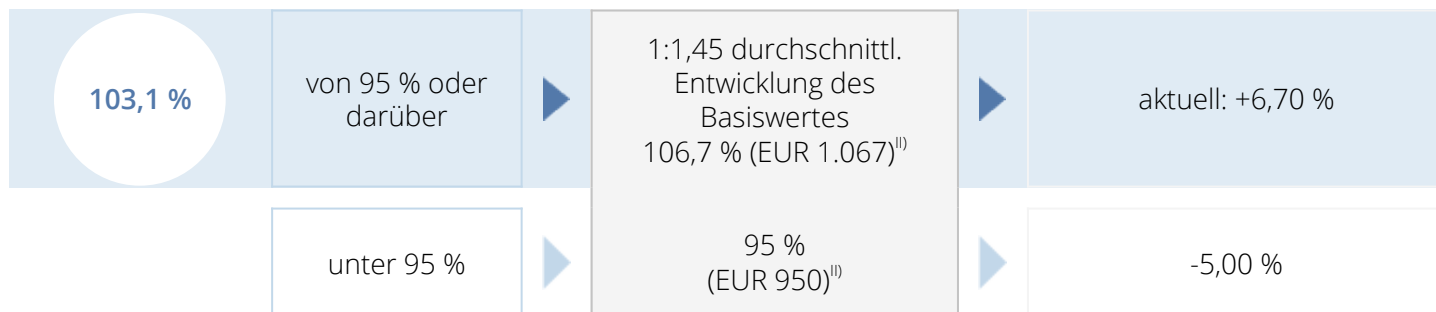 103,1 %
von 95 % oder
darüber
1:1,45 durchschnittl.
Entwicklung des
Basiswertes
106,7 % (EUR 1.067)II)
aktuell: +6,70 %
unter 95 %
95 %
(EUR 950)II)
-5,00 %